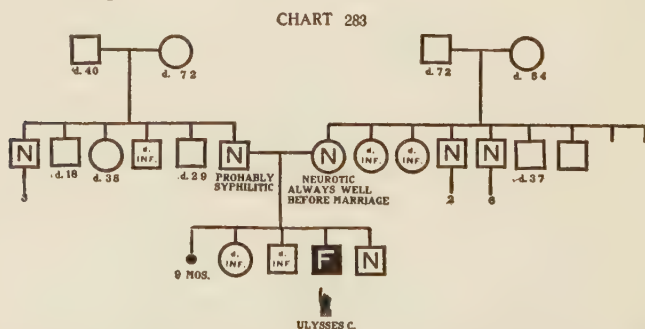 CHART 283
d. 40 d. 72 d. 72 d. 84
N d. INF. N N d. INF. d. INF. N N
d. 18 d. 38 d. 29 d. 37
PROBABLY SYPHILITIC NEUROTIC ALWAYS WELL BEFORE MARRIAGE
3 2 6
d. INF. d. INF. F N
9 MOS.
ULYSSES C.